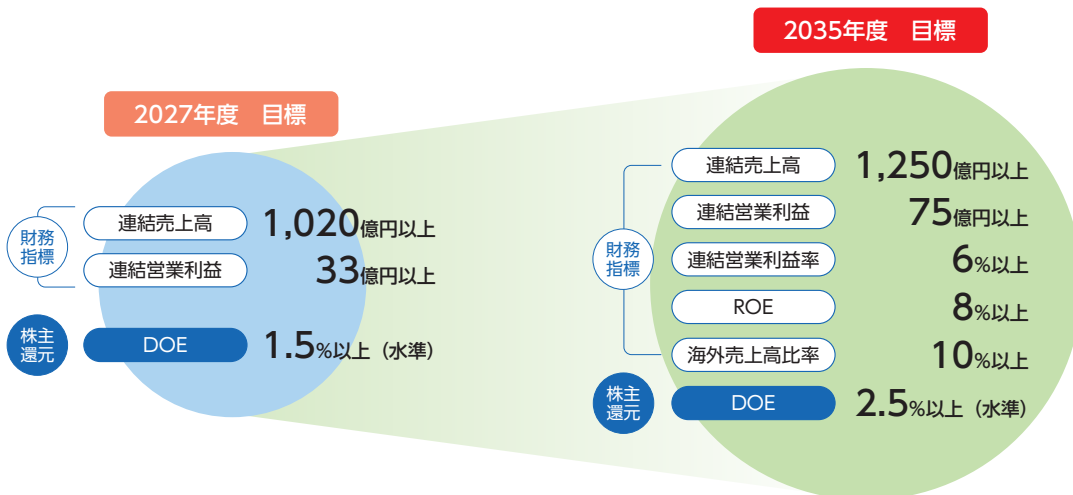 2027年度　目標
財務
指標
連結売上高 1,020億円以上
連結営業利益 33億円以上
株主
還元
DOE 1.5%以上（水準）
2035年度　目標
財務
指標
連結売上高 1,250億円以上
連結営業利益 75億円以上
連結営業利益率 6%以上
ROE 8%以上
海外売上高比率 10%以上
株主
還元
DOE 2.5%以上（水準）